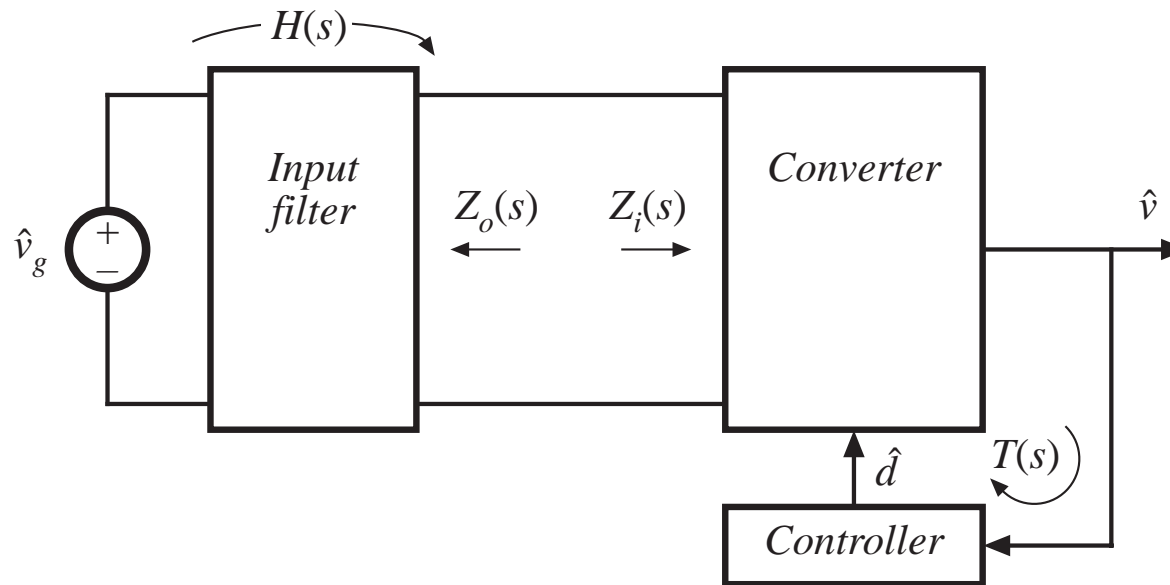 H(s)
Input
filter
Converter
Z_o(s)
Z_i(s)
v̂_g
+
−
v̂
T(s)
d̂
Controller